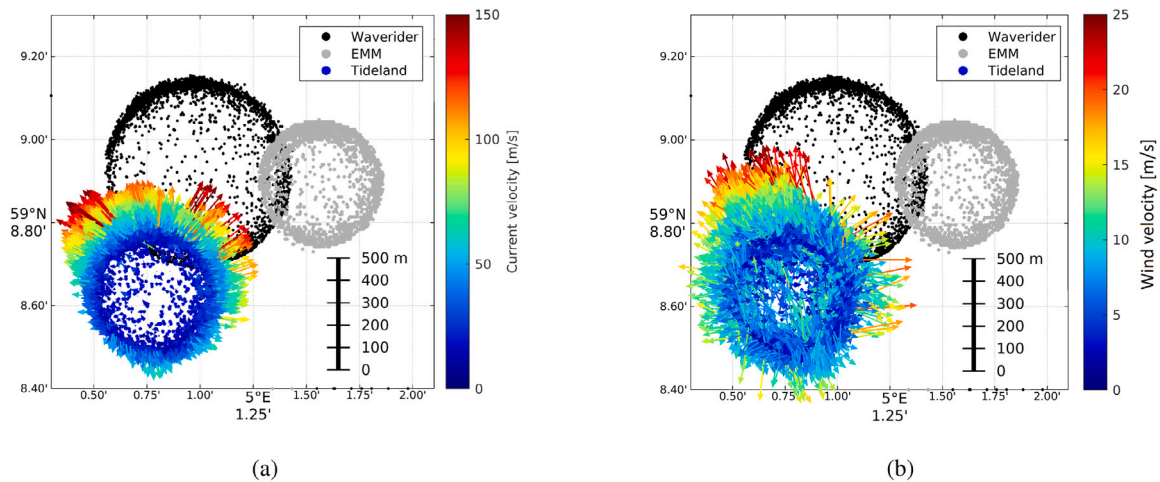 Waverider
EMM
Tideland
9.20'
9.00'
59°N
8.80'
8.60'
8.40'
500 m
400
300
200
100
0
0.50'
0.75'
1.00'
5°E
1.25'
1.50'
1.75'
2.00'
150
100
50
0
Current velocity [m/s]
(a)
Waverider
EMM
Tideland
9.20'
9.00'
59°N
8.80'
8.60'
8.40'
500 m
400
300
200
100
0
0.50'
0.75'
1.00'
5°E
1.25'
1.50'
1.75'
2.00'
25
20
15
10
5
0
Wind velocity [m/s]
(b)